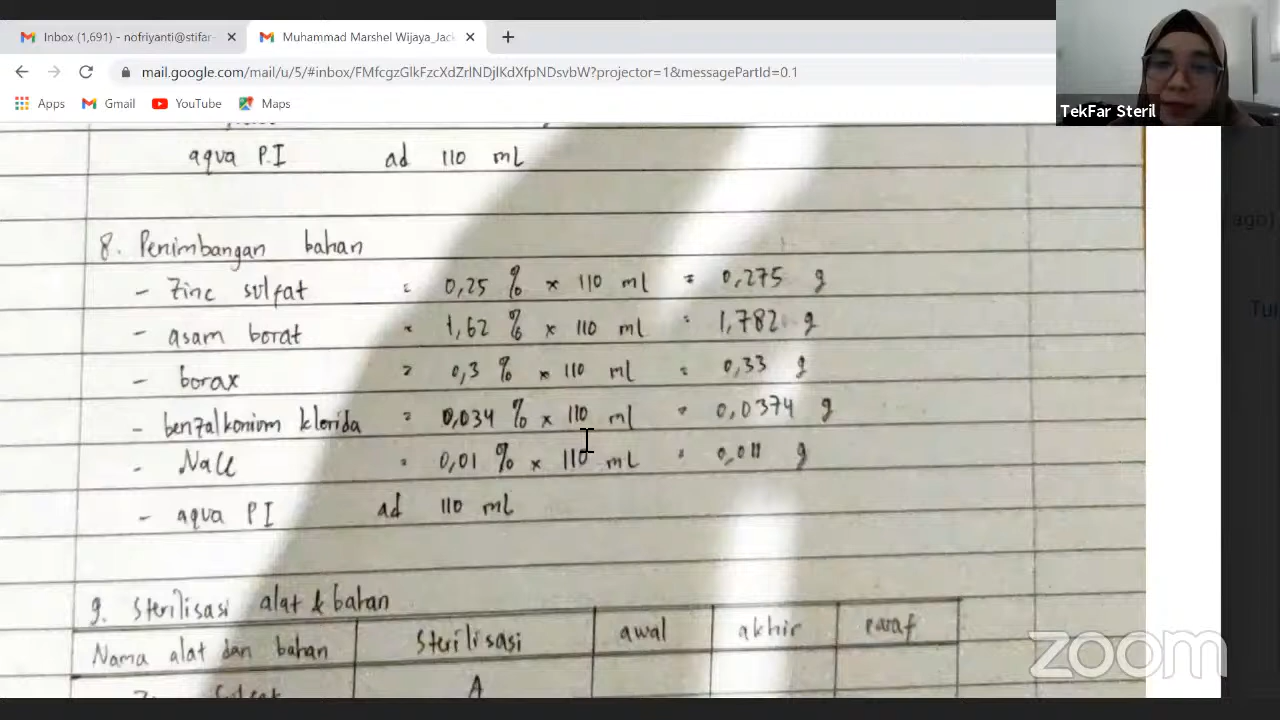 Inbox (1,691) - nofriyanti@stifar-
Muhammad Marshel Wijaya_Jack
mail.google.com/mail/u/5/#inbox/FMfcgzGlkFzcXdZrlNDjlKdXfpNDsvbW?projector=1&messagePartId=0.1
Apps Gmail YouTube Maps
TekFar Steril
aqua P.I ad 110 ml
8. Penimbangan bahan
- Zinc sulfat = 0,25 % x 110 ml = 0,275 g
- asam borat = 1,62 % x 110 ml = 1,782 g
- borax = 0,3 % x 110 ml = 0,33 g
- benzalkonium klorida = 0,034 % x 110 ml = 0,0374 g
- NaCl = 0,01 % x 110 ml = 0,011 g
- aqua PI ad 110 ml
9. Sterilisasi alat & bahan
Nama alat dan bahan Sterilisasi awal akhir paraf
A
ago)
zoom